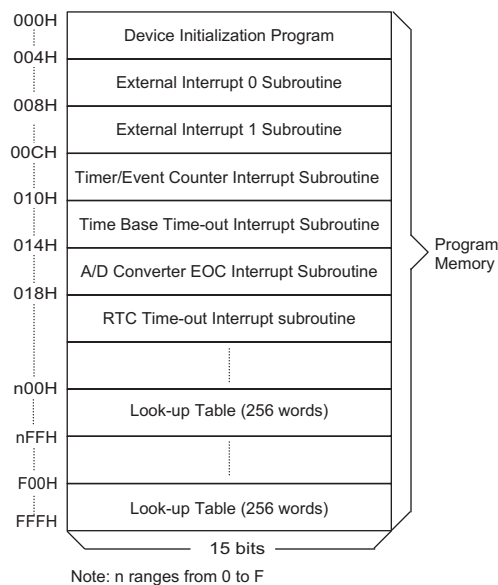 000H
Device Initialization Program
004H
External Interrupt 0 Subroutine
008H
External Interrupt 1 Subroutine
00CH
Timer/Event Counter Interrupt Subroutine
010H
Time Base Time-out Interrupt Subroutine
014H
A/D Converter EOC Interrupt Subroutine
018H
RTC Time-out Interrupt subroutine
Program
Memory
n00H
Look-up Table (256 words)
nFFH
F00H
Look-up Table (256 words)
FFFH
15 bits
Note: n ranges from 0 to F